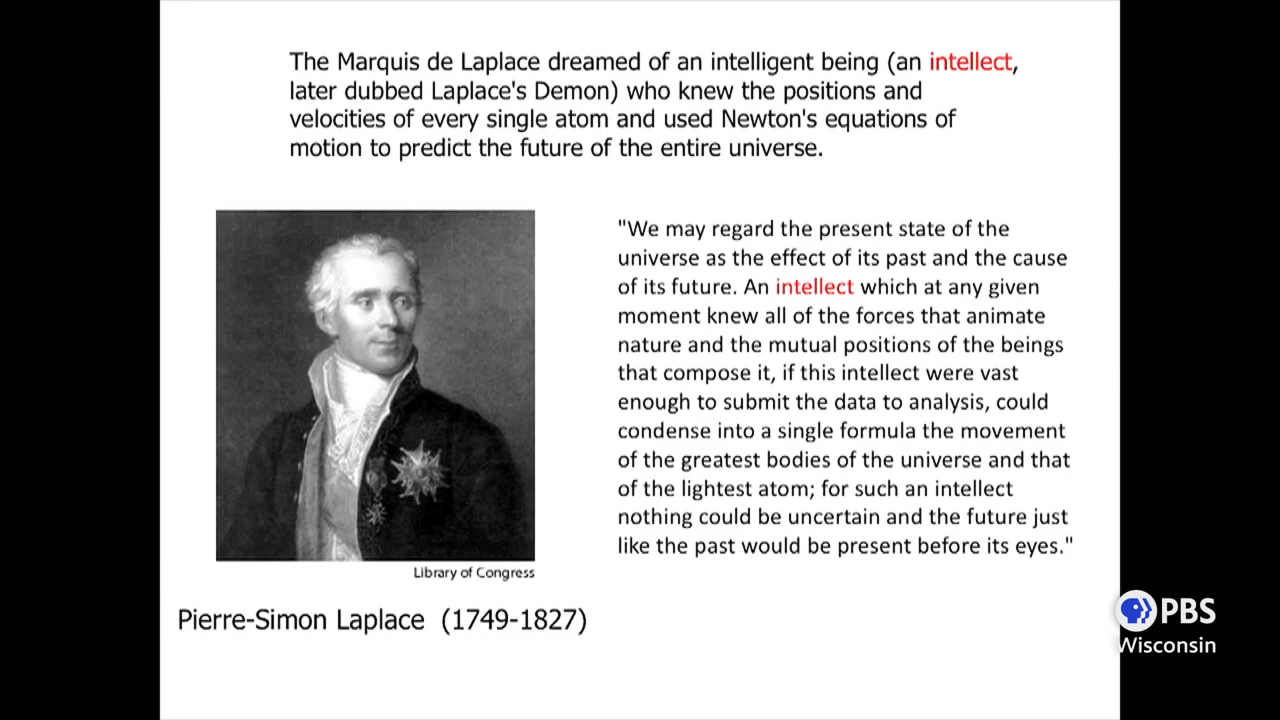 The Marquis de Laplace dreamed of an intelligent being (an intellect,
later dubbed Laplace's Demon) who knew the positions and
velocities of every single atom and used Newton's equations of
motion to predict the future of the entire universe.
"We may regard the present state of the
universe as the effect of its past and the cause
of its future. An intellect which at any given
moment knew all of the forces that animate
nature and the mutual positions of the beings
that compose it, if this intellect were vast
enough to submit the data to analysis, could
condense into a single formula the movement
of the greatest bodies of the universe and that
of the lightest atom; for such an intellect
nothing could be uncertain and the future just
like the past would be present before its eyes."
Library of Congress
Pierre-Simon Laplace (1749-1827)
PBS
Wisconsin